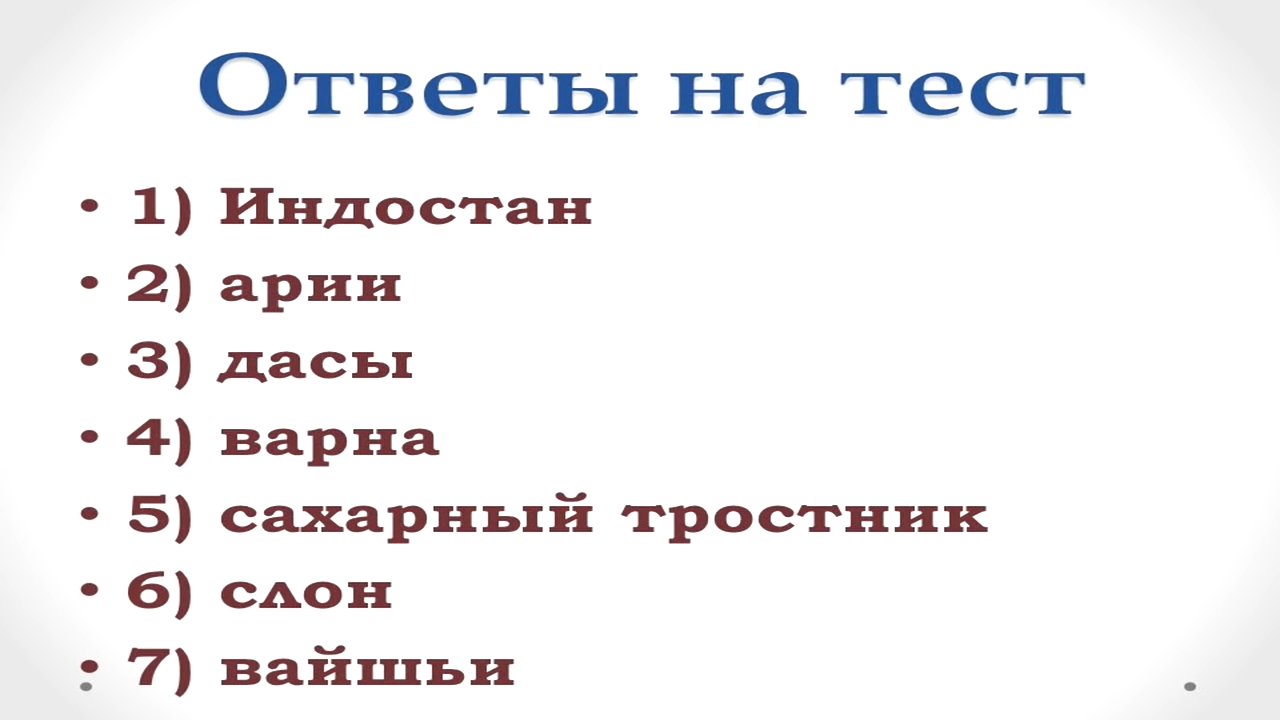 Ответы на тест
• 1) Индостан
• 2) арии
• 3) дасы
• 4) варна
• 5) сахарный тростник
• 6) слон
• 7) вайшьи